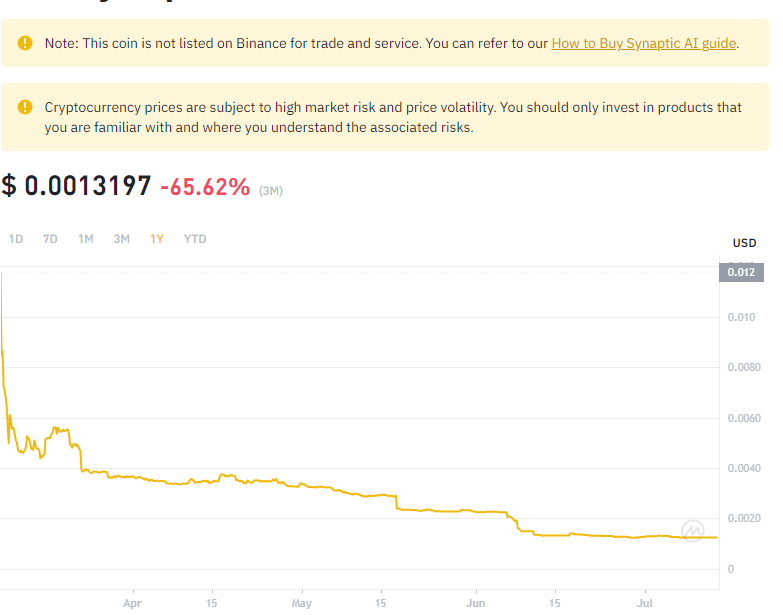 Note: This coin is not listed on Binance for trade and service. You can refer to our How to Buy Synaptic AI guide.
Cryptocurrency prices are subject to high market risk and price volatility. You should only invest in products that
you are familiar with and where you understand the associated risks.
$ 0.0013197 -65.62% (3M)
1D 7D 1M 3M 1Y YTD
USD
0.012
0.010
0.0080
0.0060
0.0040
0.0020
0
Apr 15 May 15 Jun 15 Jul